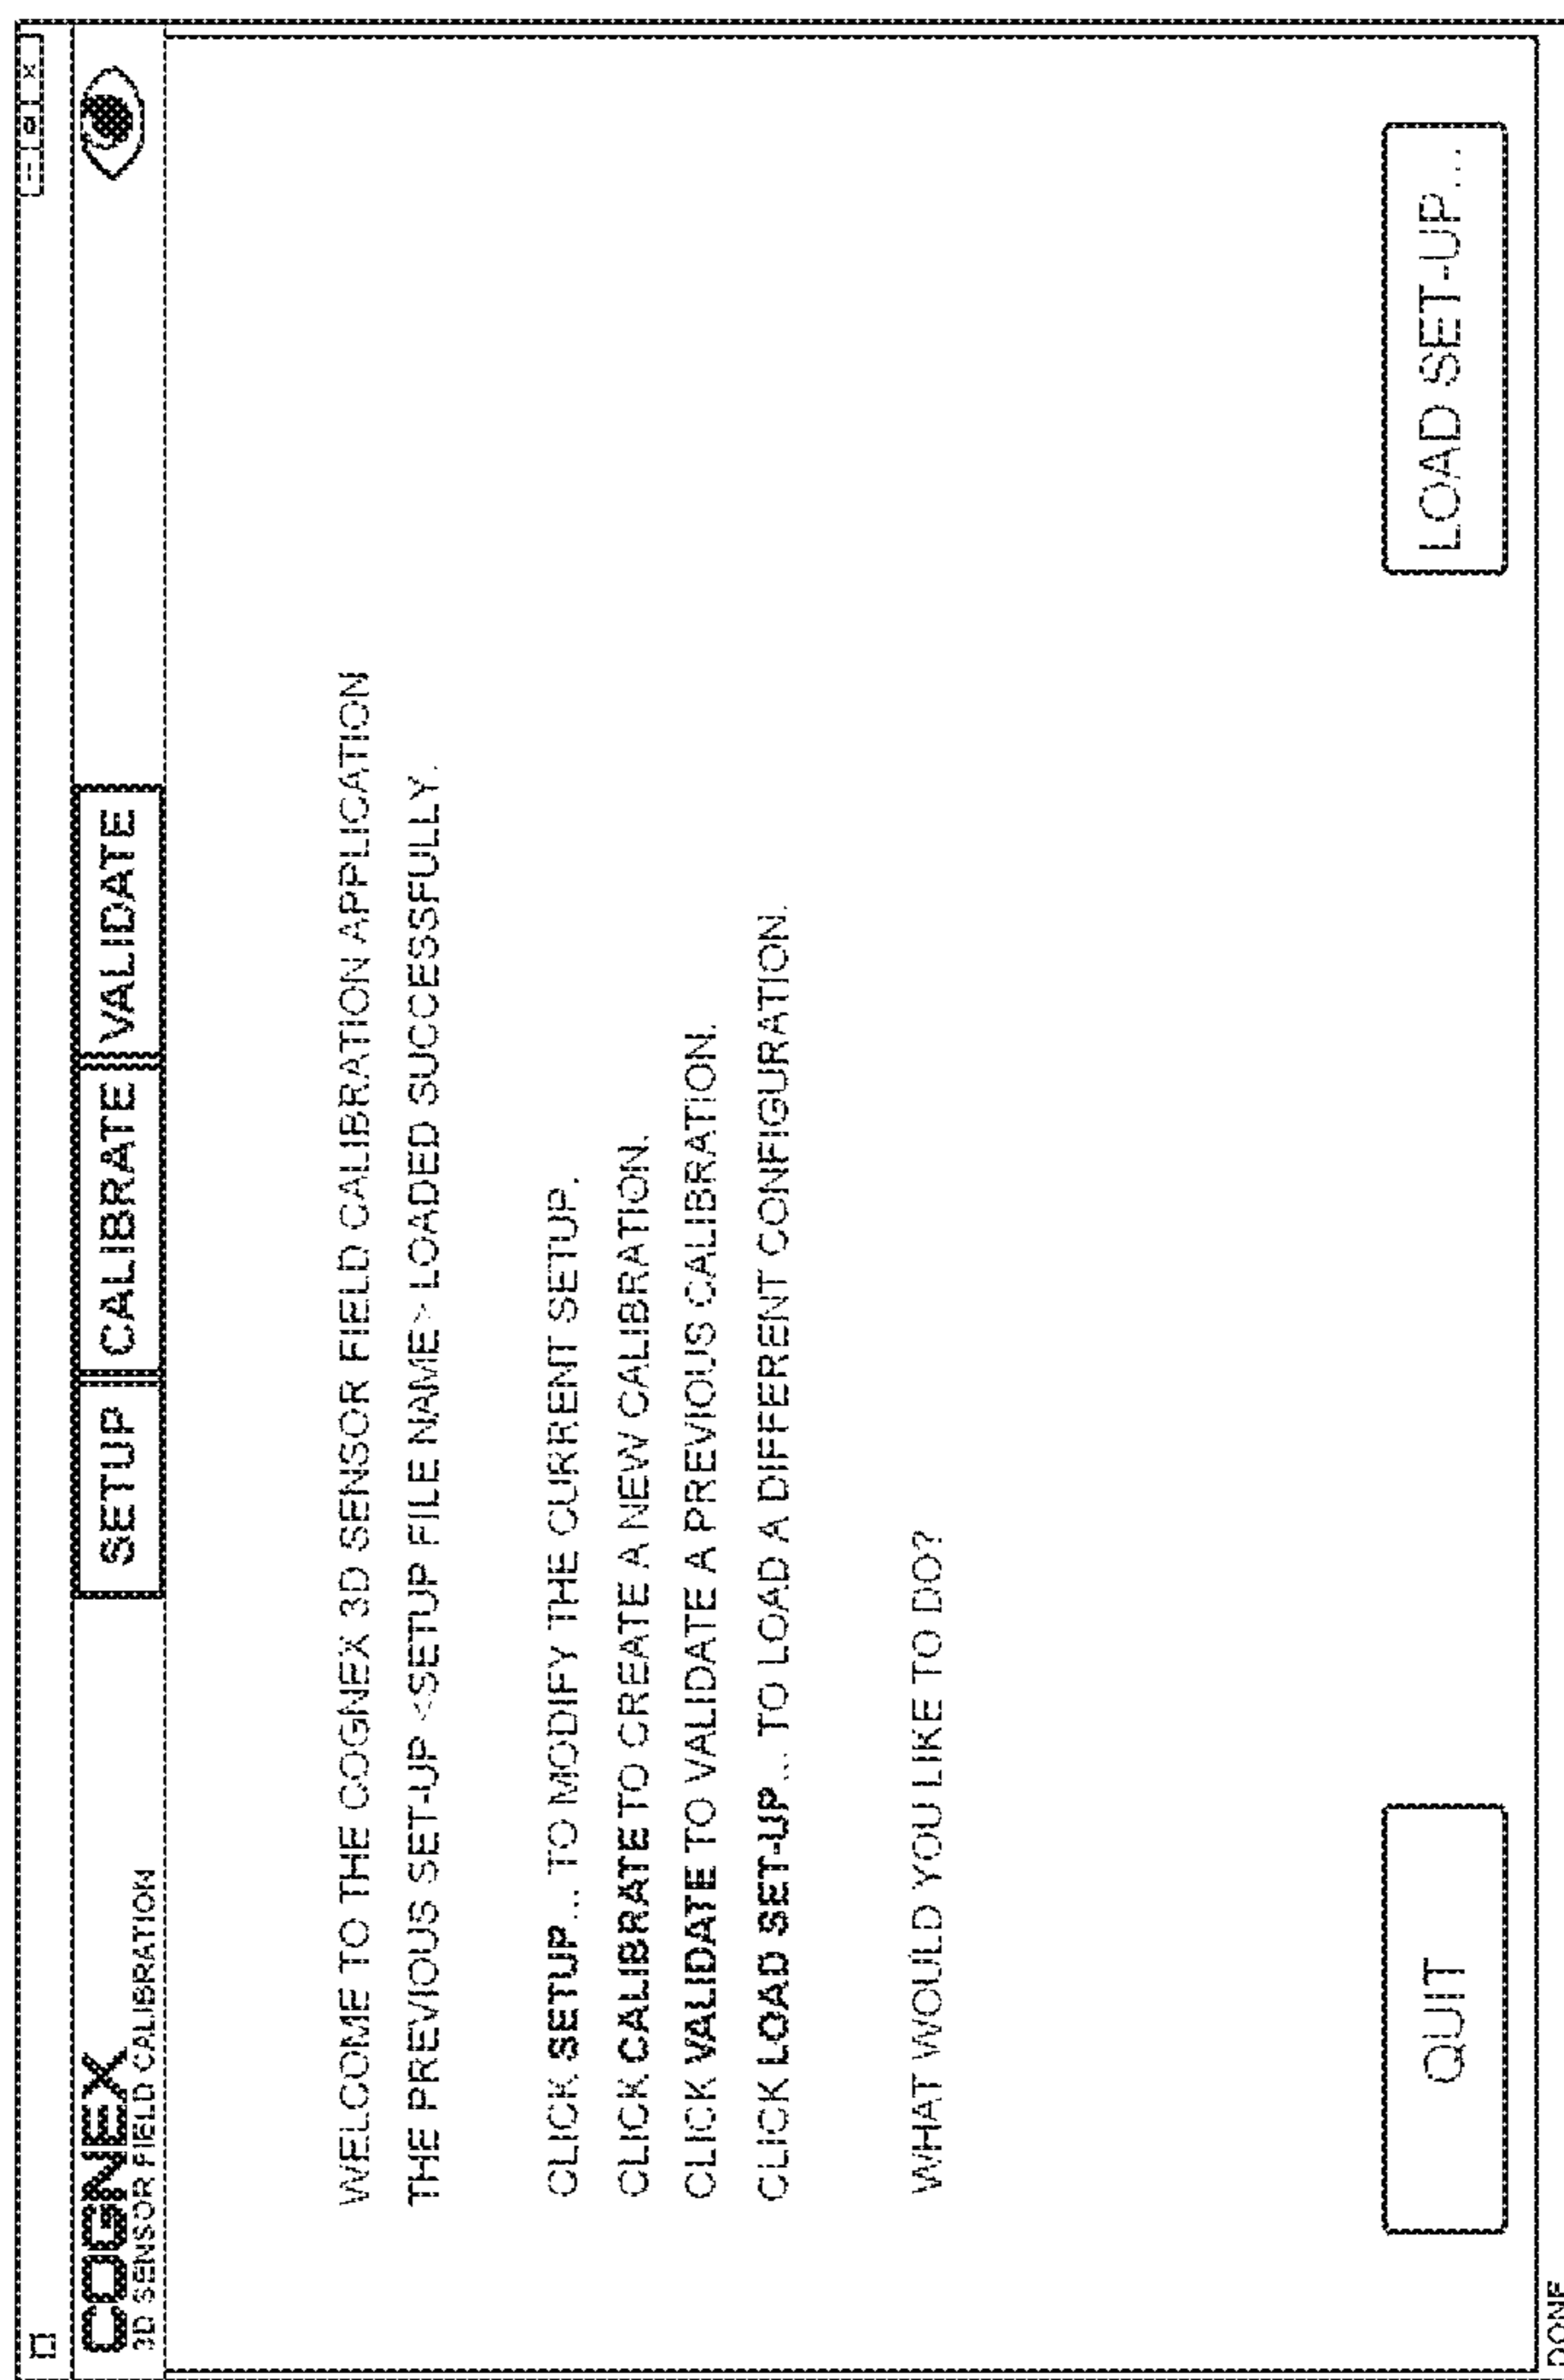 COGNEX
3D SENSOR FIELD CALIBRATION
SETUP CALIBRATE VALIDATE
WELCOME TO THE COGNEX 3D SENSOR FIELD CALIBRATION APPLICATION
THE PREVIOUS SET-UP <SETUP FILE NAME> LOADED SUCCESSFULLY.
CLICK SETUP... TO MODIFY THE CURRENT SETUP.
CLICK CALIBRATE TO CREATE A NEW CALIBRATION.
CLICK VALIDATE TO VALIDATE A PREVIOUS CALIBRATION.
CLICK LOAD SET-UP... TO LOAD A DIFFERENT CONFIGURATION.
WHAT WOULD YOU LIKE TO DO?
QUIT
LOAD SET-UP...
DONE